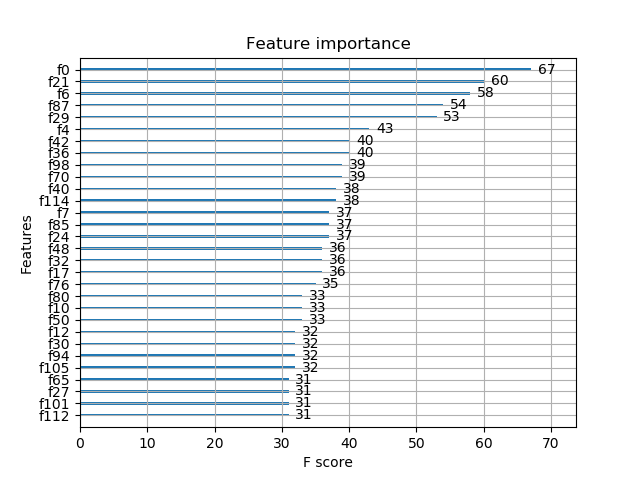 Feature importance
f0 67
f21 60
f6 58
f87 54
f29 53
f4 43
f42 40
f36 40
f98 39
f70 39
f40 38
f114 38
f7 37
f85 37
f24 37
f48 36
f32 36
f17 36
f76 35
f80 33
f10 33
f50 33
f12 32
f30 32
f94 32
f105 32
f65 31
f27 31
f101 31
f112 31
Features
0 10 20 30 40 50 60 70
F score